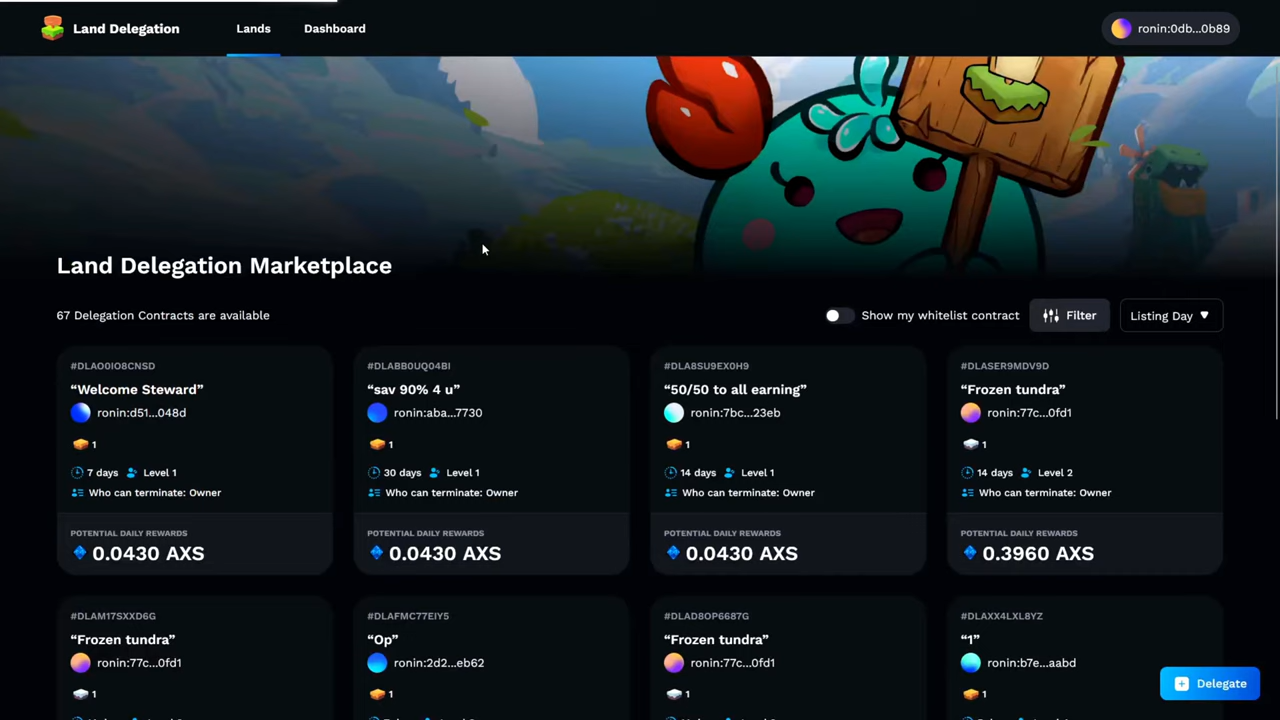 Land Delegation
Lands
Dashboard
ronin:0db...0b89
Land Delegation Marketplace
67 Delegation Contracts are available
Show my whitelist contract
Filter
Listing Day
#DLAO0IO8CNSD
“Welcome Steward”
ronin:d51...048d
1
7 days
Level 1
Who can terminate: Owner
POTENTIAL DAILY REWARDS
0.0430 AXS
#DLABB0UQ04BI
“sav 90% 4 u”
ronin:aba...7730
1
30 days
Level 1
Who can terminate: Owner
POTENTIAL DAILY REWARDS
0.0430 AXS
#DLA8SU9EX0H9
“50/50 to all earning”
ronin:7bc...23eb
1
14 days
Level 1
Who can terminate: Owner
POTENTIAL DAILY REWARDS
0.0430 AXS
#DLASER9MDV9D
“Frozen tundra”
ronin:77c...0fd1
1
14 days
Level 2
Who can terminate: Owner
POTENTIAL DAILY REWARDS
0.3960 AXS
#DLAM17SXXD6G
“Frozen tundra”
ronin:77c...0fd1
1
#DLAFMC77EIY5
“Op”
ronin:2d2...eb62
1
#DLAD8OP6687G
“Frozen tundra”
ronin:77c...0fd1
1
#DLAXX4LXL8YZ
“1”
ronin:b7e...aabd
1
Delegate